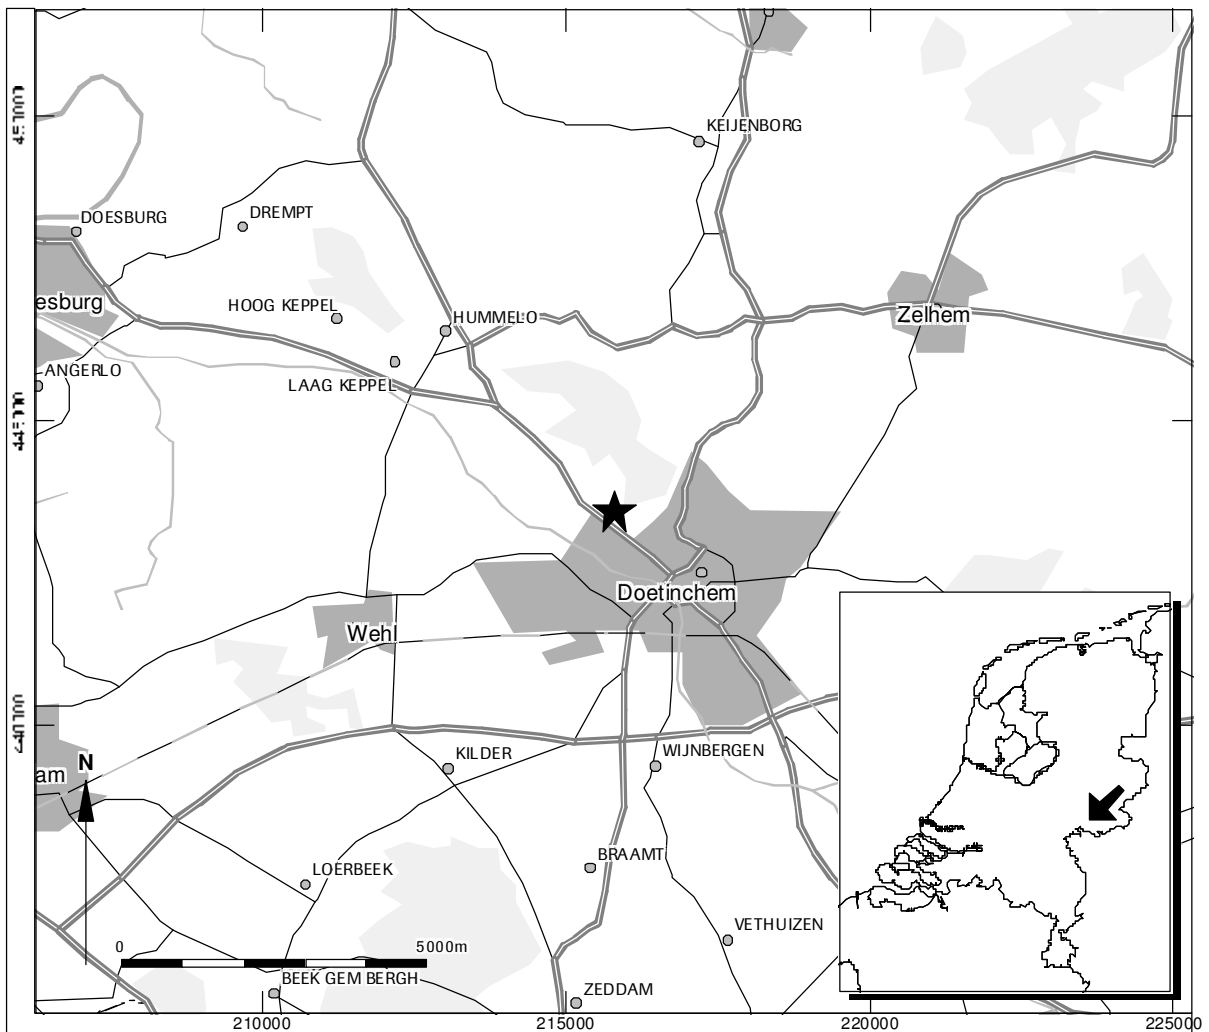 KEIJENBORG
DREMPT
DOESBURG
esburg
HOOG KEPPEL
HUMMELO
Zelhem
ANGERLO
LAAG KEPPEL
Doetinchem
Wehl
KILDER
WIJNBERGEN
am
N
BRAAMT
LOERBEEK
VETHUIZEN
0
5000m
BEEK GEM BERGH
ZEDDAM
210000
215000
220000
225000